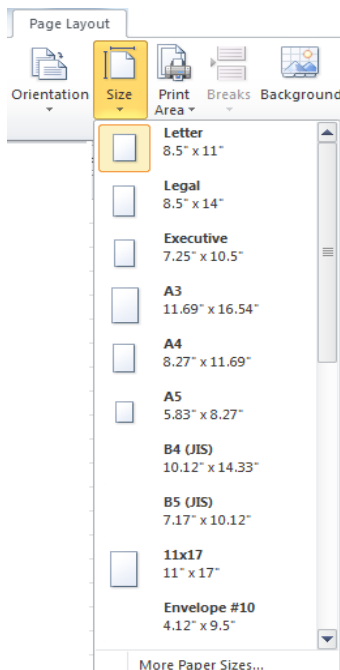 Page Layout
Orientation
Size
Print
Area
Breaks
Background
Letter
8.5" x 11"
Legal
8.5" x 14"
Executive
7.25" x 10.5"
A3
11.69" x 16.54"
A4
8.27" x 11.69"
A5
5.83" x 8.27"
B4 (JIS)
10.12" x 14.33"
B5 (JIS)
7.17" x 10.12"
11x17
11" x 17"
Envelope #10
4.12" x 9.5"
More Paper Sizes...